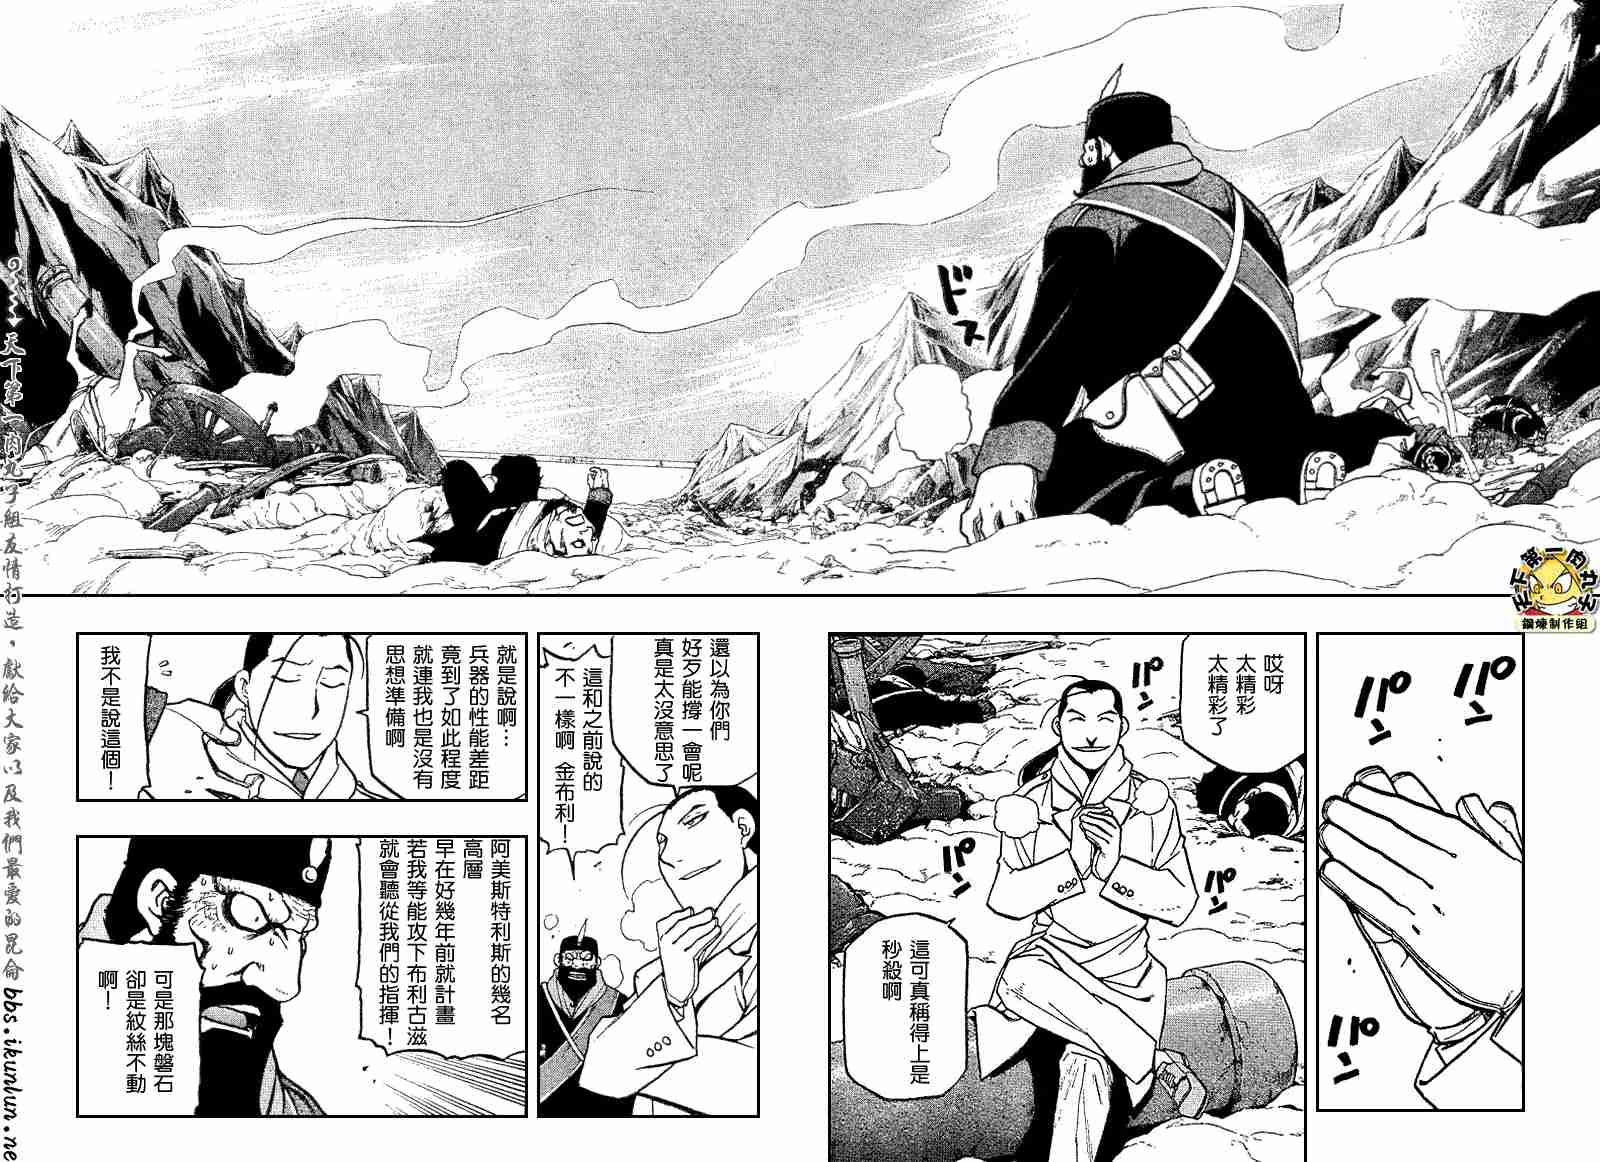 ドスッ
パン
パン
パン
哎呀
太精彩
太精彩了
パン
パン
這可真稱得上是
秒殺啊
還以為你們
好歹能撐一會呢
真是太沒意思了
這和之前說的
不一樣啊 金布利！
就是說啊…
兵器的性能差距
竟到了如此程度
就連我也是沒有
思想準備啊
我不是說這個！
阿美斯特利斯的幾名
高層
早在好幾年前就計畫
若我等能攻下布利古滋
就會聽從我們的指揮！
可是那塊磐石
卻是紋絲不動
啊！
天下第一肉丸子組友情打造，獻給大家以及我們最愛的昆侖 bbs.ikunlun.ne
天下第一肉丸子
鋼煉制作組